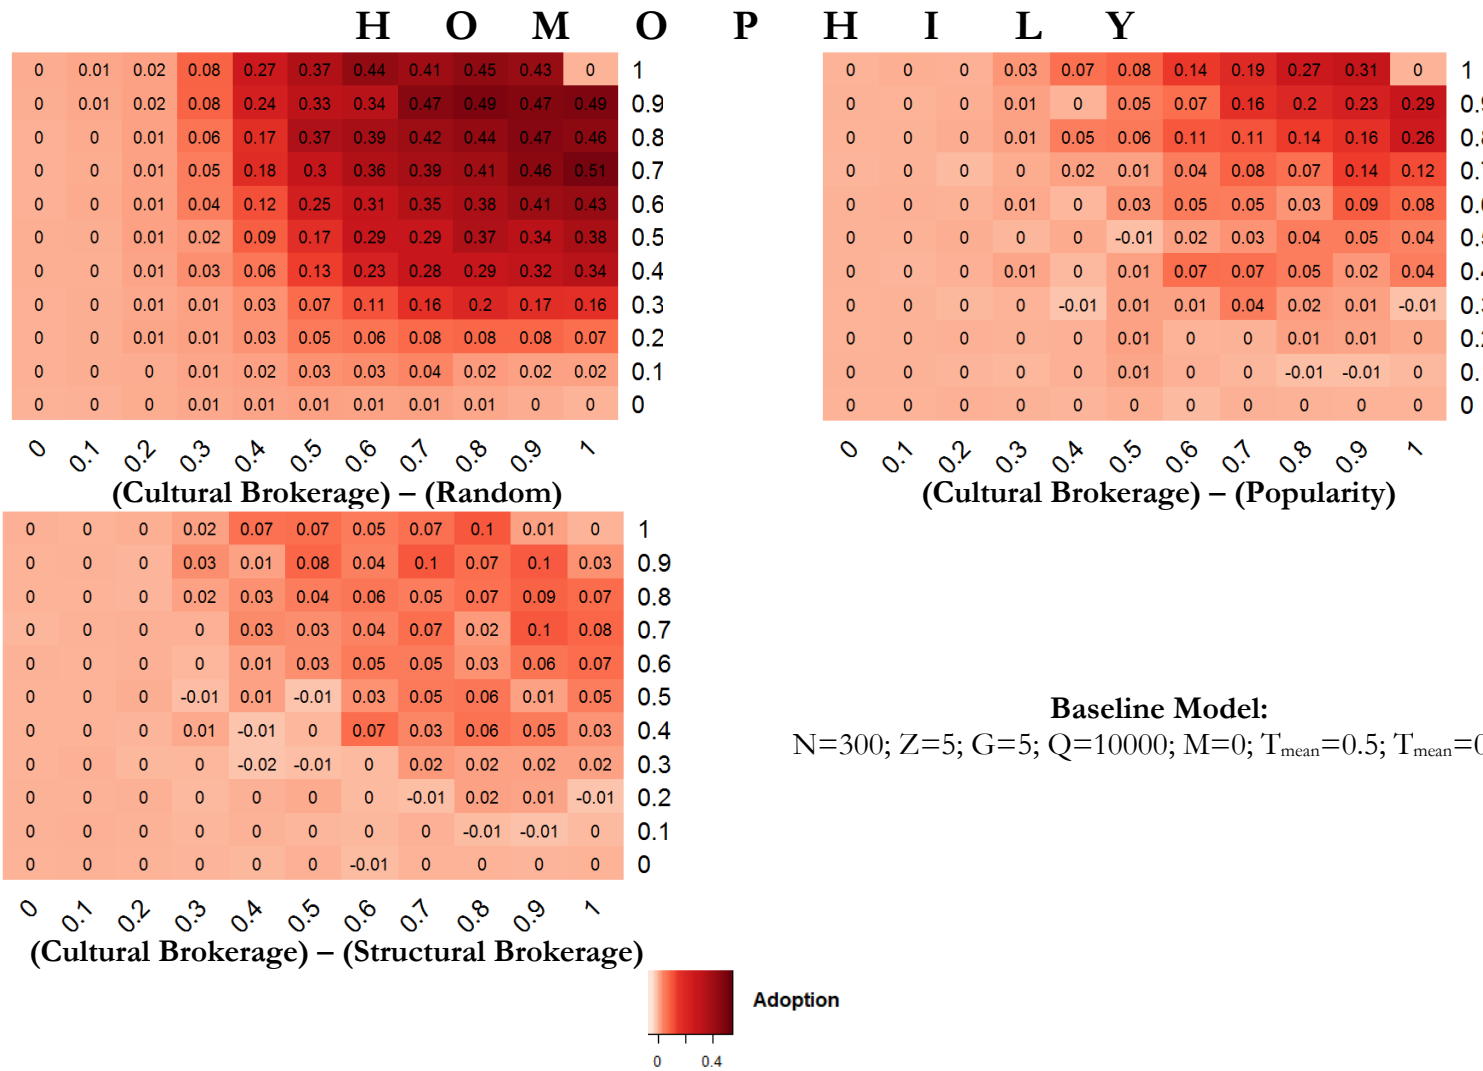 H O M O P H I L Y
0 0.01 0.02 0.08 0.27 0.37 0.44 0.41 0.45 0.43 0 1
0 0.01 0.02 0.08 0.24 0.33 0.34 0.47 0.49 0.47 0.49 0.9
0 0 0.01 0.06 0.17 0.37 0.39 0.42 0.44 0.47 0.46 0.8
0 0 0.01 0.05 0.18 0.3 0.36 0.39 0.41 0.46 0.51 0.7
0 0 0.01 0.04 0.12 0.25 0.31 0.35 0.38 0.41 0.43 0.6
0 0 0.01 0.02 0.09 0.17 0.29 0.29 0.37 0.34 0.38 0.5
0 0 0.01 0.03 0.06 0.13 0.23 0.28 0.29 0.32 0.34 0.4
0 0 0.01 0.01 0.03 0.07 0.11 0.16 0.2 0.17 0.16 0.3
0 0 0.01 0.01 0.03 0.05 0.06 0.08 0.08 0.08 0.07 0.2
0 0 0 0.01 0.02 0.03 0.03 0.04 0.02 0.02 0.02 0.1
0 0 0 0.01 0.01 0.01 0.01 0.01 0.01 0 0 0
0 0.1 0.2 0.3 0.4 0.5 0.6 0.7 0.8 0.9 1
(Cultural Brokerage) – (Random)
0 0 0 0.03 0.07 0.08 0.14 0.19 0.27 0.31 0 1
0 0 0 0.01 0 0.05 0.07 0.16 0.2 0.23 0.29 0.9
0 0 0 0.01 0.05 0.06 0.11 0.11 0.14 0.16 0.26 0.8
0 0 0 0 0.02 0.01 0.04 0.08 0.07 0.14 0.12 0.7
0 0 0 0.01 0 0.03 0.05 0.05 0.03 0.09 0.08 0.6
0 0 0 0 0 -0.01 0.02 0.03 0.04 0.05 0.04 0.5
0 0 0 0.01 0 0.01 0.07 0.07 0.05 0.02 0.04 0.4
0 0 0 0 -0.01 0.01 0.01 0.04 0.02 0.01 -0.01 0.3
0 0 0 0 0 0.01 0 0 0.01 0.01 0 0.2
0 0 0 0 0 0.01 0 0 -0.01 -0.01 0 0.
0 0 0 0 0 0 0 0 0 0 0 0
0 0.1 0.2 0.3 0.4 0.5 0.6 0.7 0.8 0.9 1
(Cultural Brokerage) – (Popularity)
0 0 0 0.02 0.07 0.07 0.05 0.07 0.1 0.01 0 1
0 0 0 0.03 0.01 0.08 0.04 0.1 0.07 0.1 0.03 0.9
0 0 0 0.02 0.03 0.04 0.06 0.05 0.07 0.09 0.07 0.8
0 0 0 0 0.03 0.03 0.04 0.07 0.02 0.1 0.08 0.7
0 0 0 0 0.01 0.03 0.05 0.05 0.03 0.06 0.07 0.6
0 0 0 -0.01 0.01 -0.01 0.03 0.05 0.06 0.01 0.05 0.5
0 0 0 0.01 -0.01 0 0.07 0.03 0.06 0.05 0.03 0.4
0 0 0 0 -0.02 -0.01 0 0.02 0.02 0.02 0.02 0.3
0 0 0 0 0 0 0 -0.01 0.02 0.01 -0.01 0.2
0 0 0 0 0 0 0 0 -0.01 -0.01 0 0.1
0 0 0 0 0 0 -0.01 0 0 0 0 0
0 0.1 0.2 0.3 0.4 0.5 0.6 0.7 0.8 0.9 1
(Cultural Brokerage) – (Structural Brokerage)
Baseline Model:
N=300; Z=5; G=5; Q=10000; M=0; Tmean=0.5; Tmean=0
Adoption
0 0.4